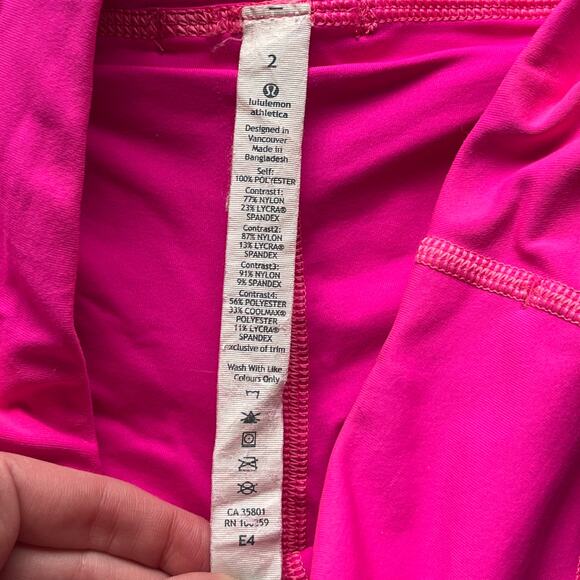 2
lululemon
athletica
Designed in
Vancouver
Made in
Bangladesh
Self:
100% POLYESTER
Contrast1:
77% NYLON
23% LYCRA®
SPANDEX
Contrast2:
87% NYLON
13% LYCRA®
SPANDEX
Contrast3:
91% NYLON
9% SPANDEX
Contrast4:
56% POLYESTER
33% COOLMAX®
POLYESTER
11% LYCRA®
SPANDEX
exclusive of trim
Wash With Like
Colours Only
CA 35801
RN
E4